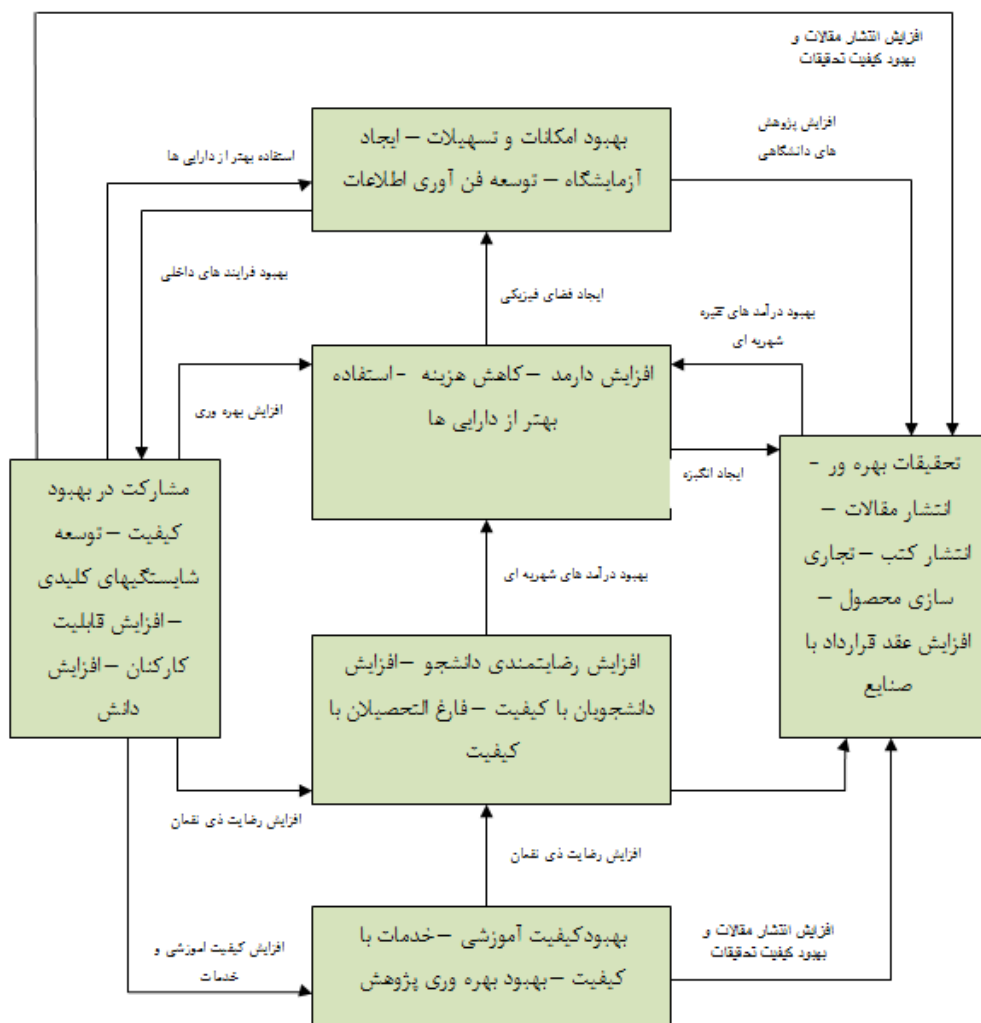 افزایش انتشار مقالات و
بهبود کیفیت تحقیقات
بهبود امکانات و تسهیلات – ایجاد
آزمایشگاه – توسعه فن آوری اطلاعات
افزایش پژوهش
های دانشگاهی
استفاده بهتر از دارایی ها
بهبود فرایند های داخلی
ایجاد فضای فیزیکی
بهبود درآمد های غیره
شهریه ای
افزایش دارمد – کاهش هزینه - استفاده
بهتر از دارایی ها
افزایش بهره وری
ایجاد انگیزه
تحقیقات بهره ور -
انتشار مقالات –
انتشار کتب – تجاری
سازی محصول –
افزایش عقد قرارداد با
صنایع
مشارکت در بهبود
کیفیت – توسعه
شایستگیهای کلیدی
– افزایش قابلیت
کارکنان – افزایش
دانش
بهبود درآمد های شهریه ای
افزایش رضایتمندی دانشجو – افزایش
دانشجویان با کیفیت – فارغ التحصیلان با
کیفیت
افزایش رضایت ذی نفعان
افزایش رضایت ذی نفعان
بهبودکیفیت آموزشی – خدمات با
کیفیت – بهبود بهره وری پژوهش
افزایش انتشار مقالات و
بهبود کیفیت تحقیقات
افزایش کیفیت اموزشی و
خدمات